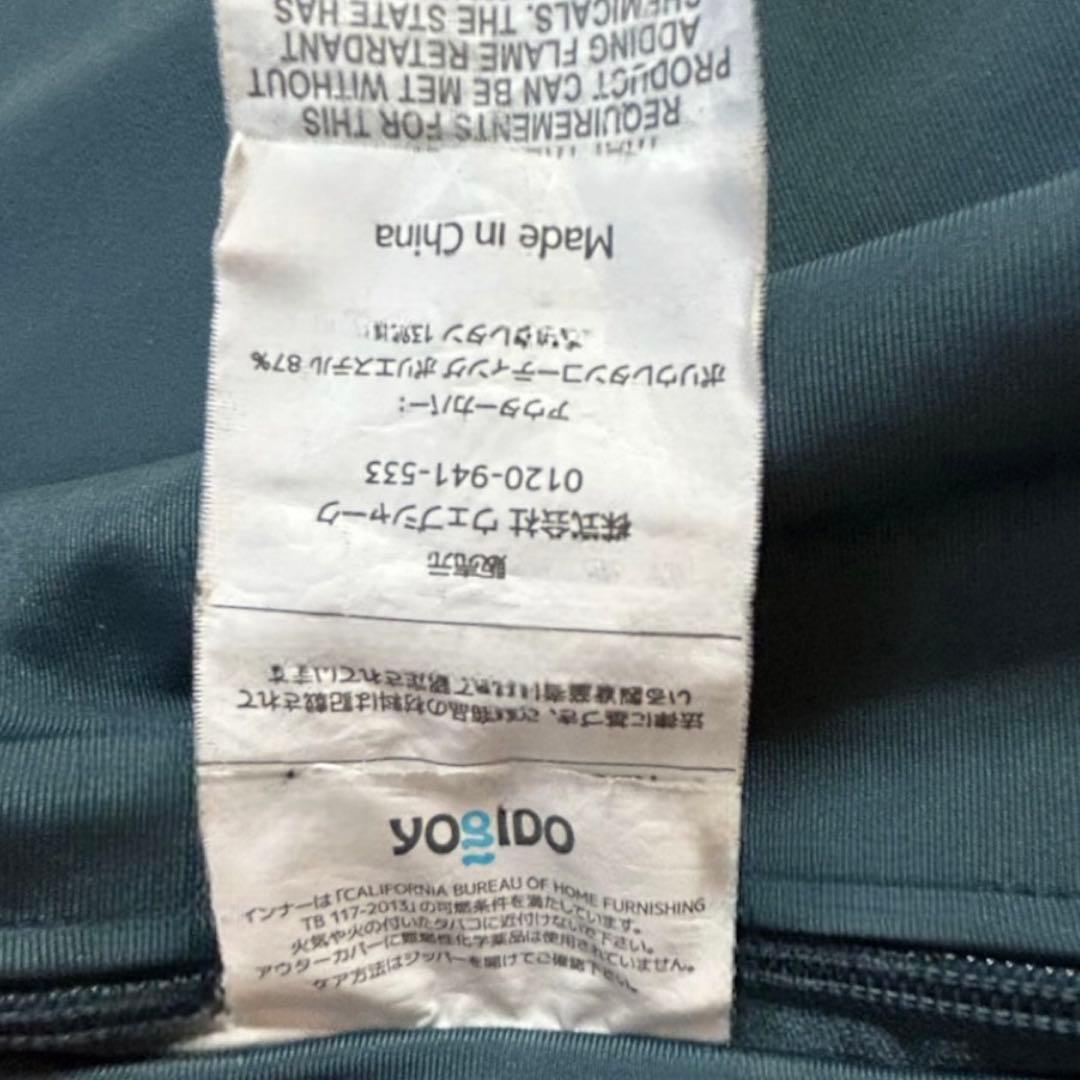 YOGIBO
インナーは「CALIFORNIA BUREAU OF HOME FURNISHING
TB 117-2013」の可燃条件を満たしています。
火気や火の付いたタバコに近付けないで下さい。
アウターカバーに難燃性化学薬品は使用されていません。
ケア方法はジッパーを開けてご確認下さい。
法律に基づき、この商品の材料は記載されて
いる製造業者によって認定されています
販売元
株式会社 ウェブシャーク
0120-941-533
アウターカバー:
ポリウレタンコーティング ポリエステル 87%
ポリウレタン 13%
Made in China
REQUIREMENTS FOR THIS
PRODUCT CAN BE MET WITHOUT
ADDING FLAME RETARDANT
CHEMICALS. THE STATE HAS